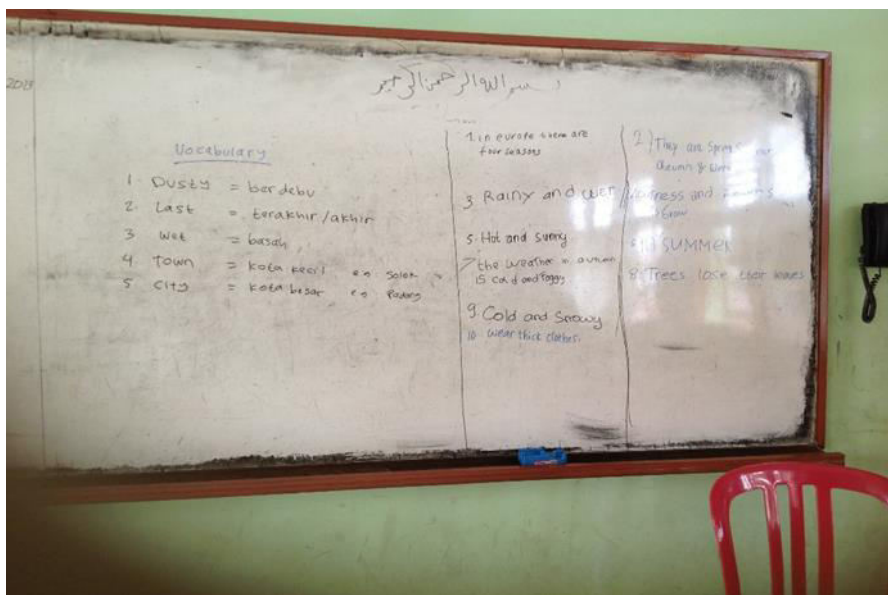 2013
بسم الله الرحمن الرحيم
Vocabulary
1. Dusty = berdebu
2. Last = terakhir/akhir
3 wet = basah
4 town = kota kecil e.g Solok
5 city = kota besar e.g Padang
1 in europe there are
four seasons
3. Rainy and wet
5. Hot and sunny
7 the weather in autumn
is cold and foggy
9 Cold and Snowy
10 wear thick clothes.
2) They are Spring
&
and
grow
SUMMER
8. Trees lose